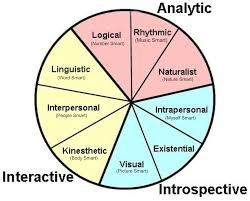 Analytic
Logical
(Number Smart)
Rhythmic
(Music Smart)
Naturalist
(Nature Smart)
Linguistic
(Word Smart)
Interpersonal
(People Smart)
Intrapersonal
(Myself Smart)
Kinesthetic
(Body Smart)
Visual
(Picture Smart)
Existential
Interactive
Introspective